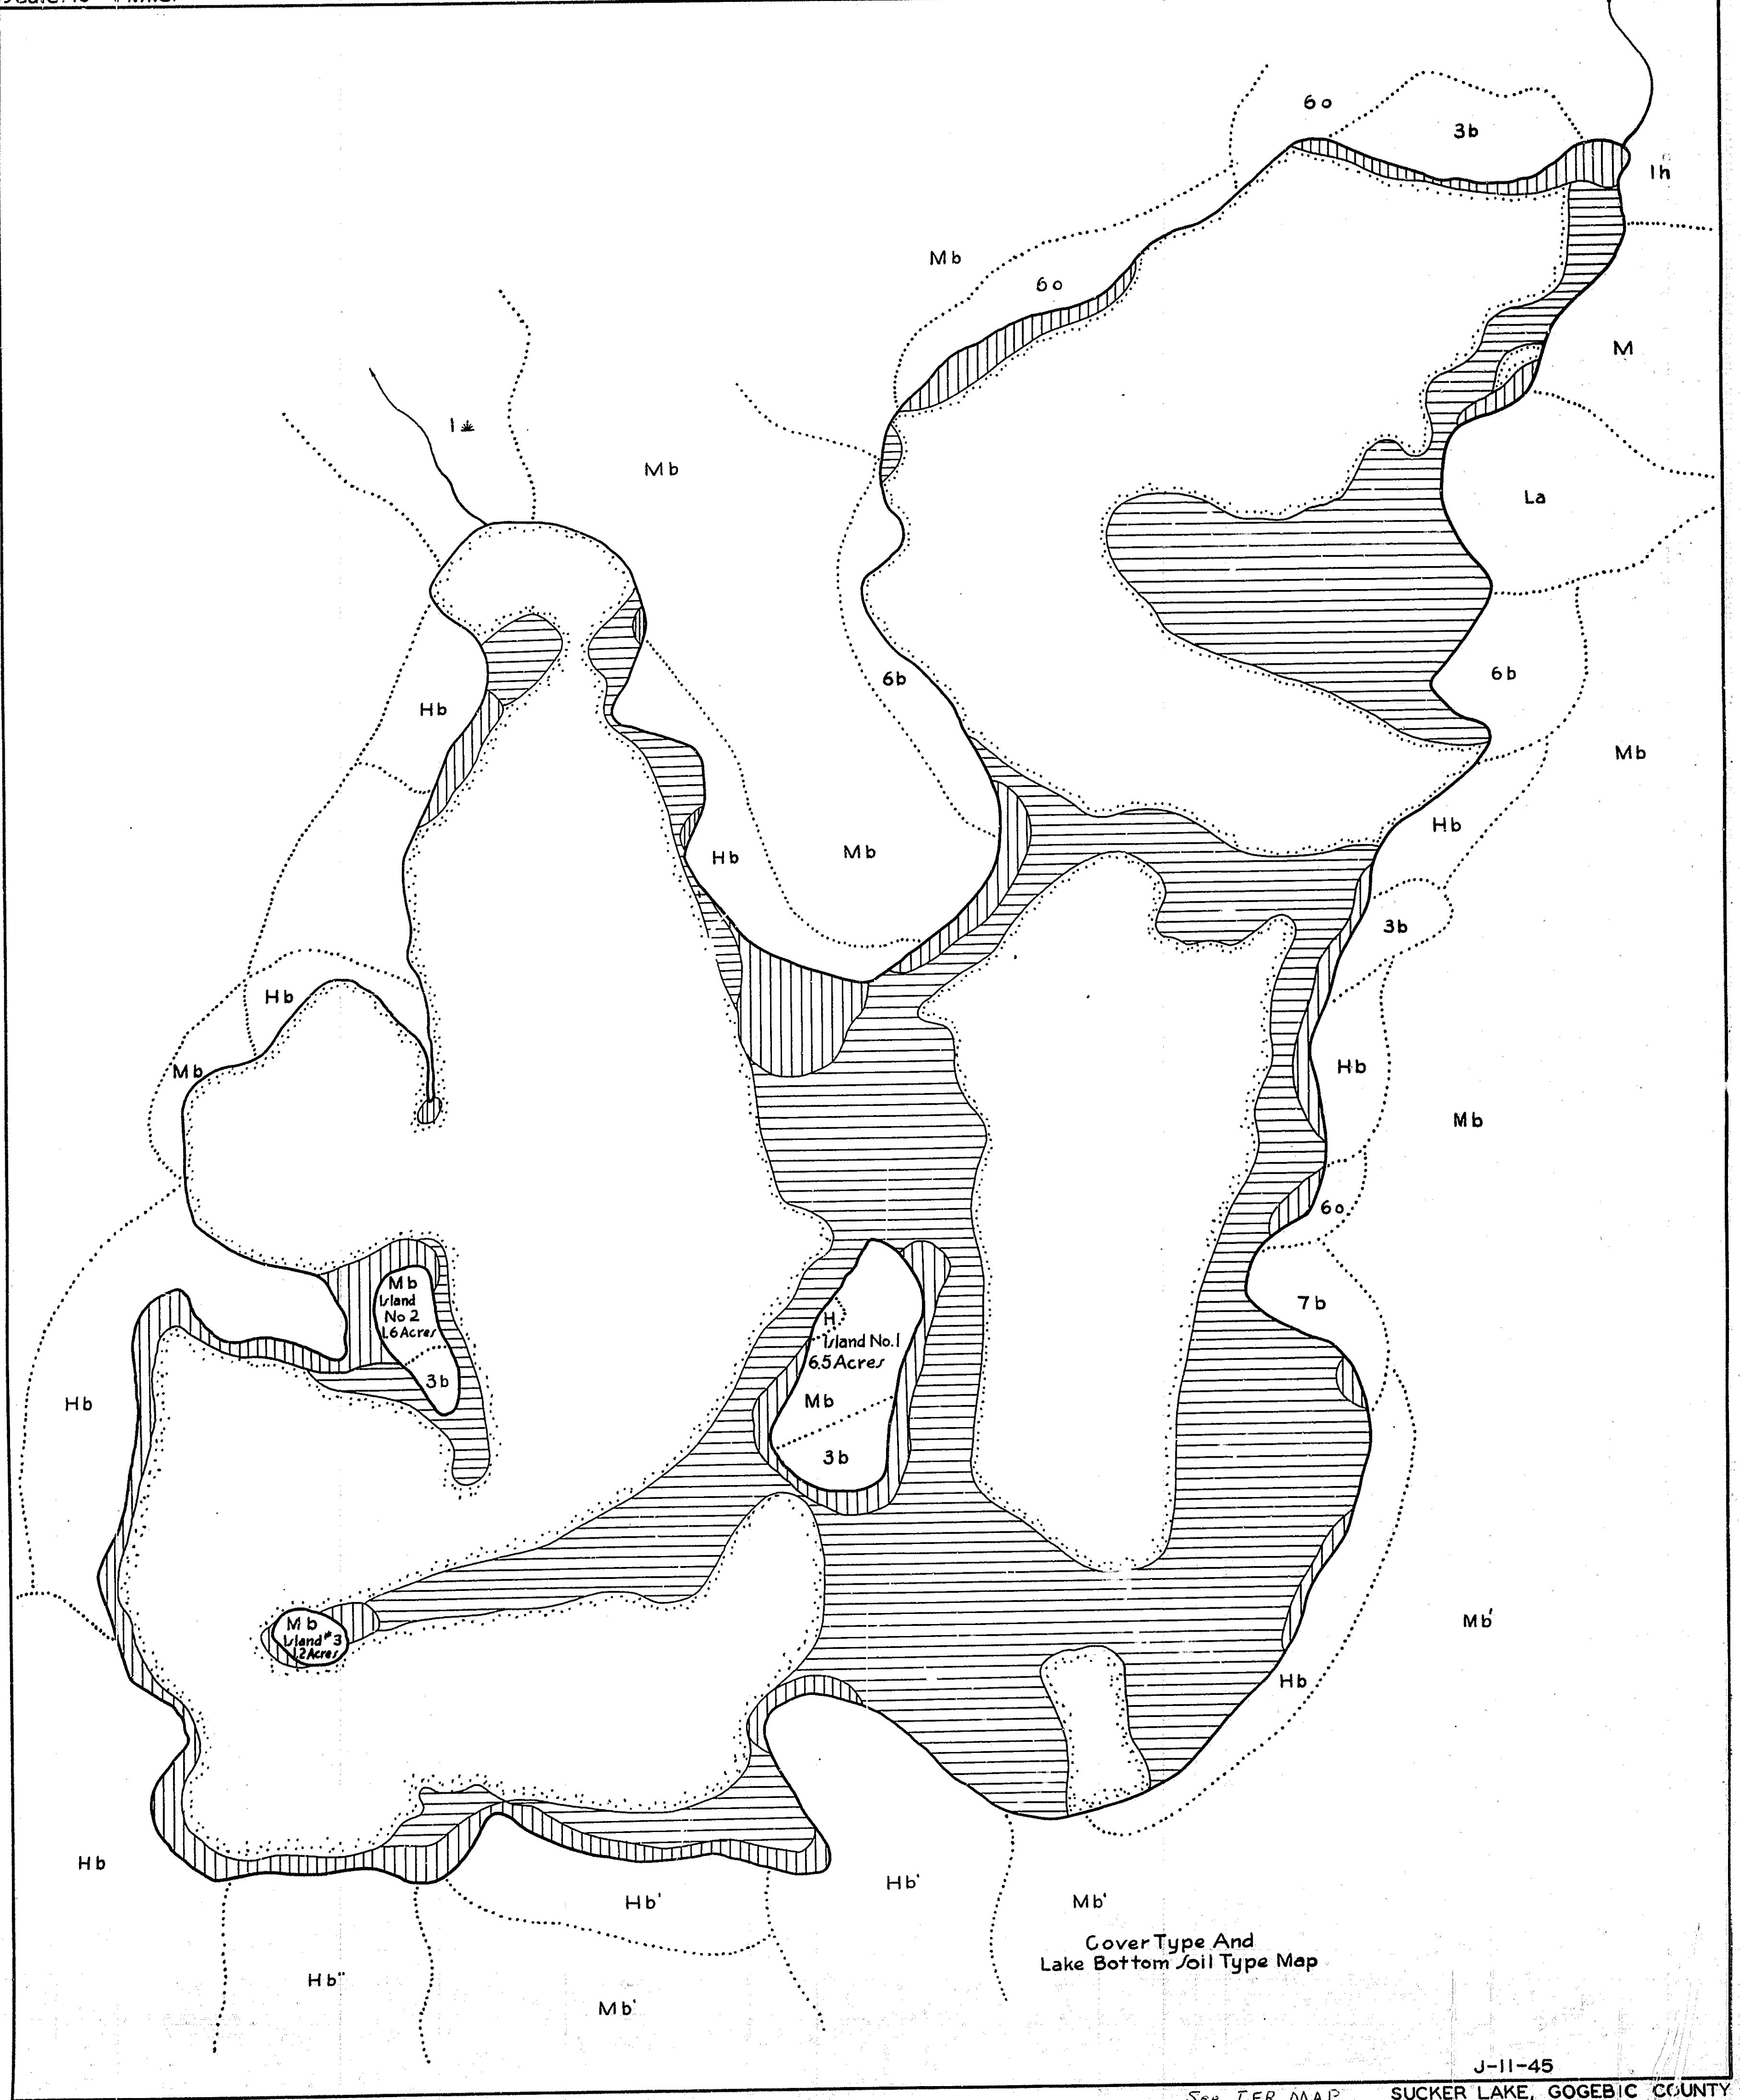 6o
3b
Ih
Mb
6o
M
I
Mb
La
6b
6b
Hb
Mb
Hb
Hb
Mb
3b
Hb
Mb
Hb
Mb
6o
Mb
Island
No 2
1.6 Acres
3b
7b
H
Island No. 1
6.5 Acres
Mb
3b
Hb
Mb
Island #3
1.2 Acres
Mb'
Hb
Hb
Hb'
Hb'
Mb'
Cover Type And
Lake Bottom Soil Type Map
Hb"
Mb'
J-11-45
See MAP
SUCKER LAKE, GOGEBIC COUNTY